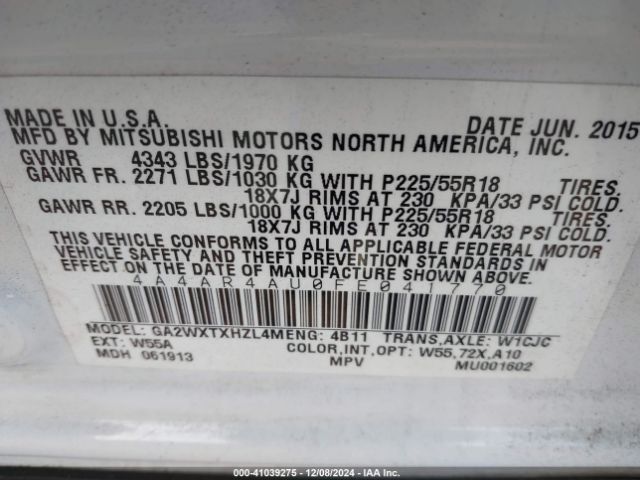 MADE IN U.S.A. DATE JUN. 2015
MFD BY MITSUBISHI MOTORS NORTH AMERICA, INC.
GVWR 4343 LBS/1970 KG
GAWR FR. 2271 LBS/1030 KG WITH P225/55R18 TIRES.
18X7J RIMS AT 230 KPA/33 PSI COLD.
GAWR RR. 2205 LBS/1000 KG WITH P225/55R18 TIRES.
18X7J RIMS AT 230 KPA/33 PSI COLD.
THIS VEHICLE CONFORMS TO ALL APPLICABLE FEDERAL MOTOR
VEHICLE SAFETY AND THEFT PREVENTION STANDARDS IN
EFFECT ON THE DATE OF MANUFACTURE SHOWN ABOVE.
4A4AR4AU0FE041770
MODEL: GA2WXTXHZL4MENG: 4B11 TRANS,AXLE: W1CJC
EXT: W55A COLOR,INT,OPT: W55,72X,A10
MDH 061913 MPV MU001602
000-41039275 - 12/08/2024 - IAA Inc.